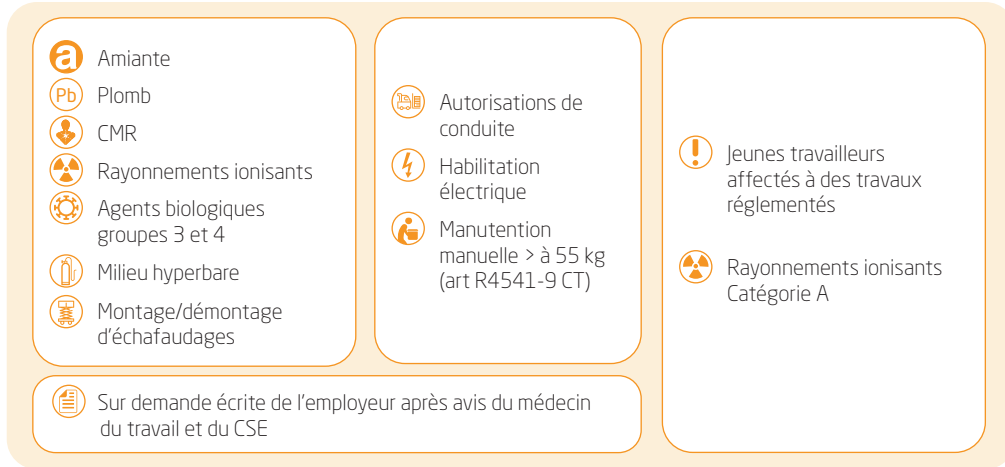 a Amiante
Pb Plomb
CMR
Rayonnements ionisants
Agents biologiques
groupes 3 et 4
Milieu hyperbare
Montage/démontage
d'échafaudages
Autorisations de
conduite
Habilitation
électrique
Manutention
manuelle > à 55 kg
(art R4541-9 CT)
! Jeunes travailleurs
affectés à des travaux
réglementés
Rayonnements ionisants
Catégorie A
Sur demande écrite de l'employeur après avis du médecin
du travail et du CSE